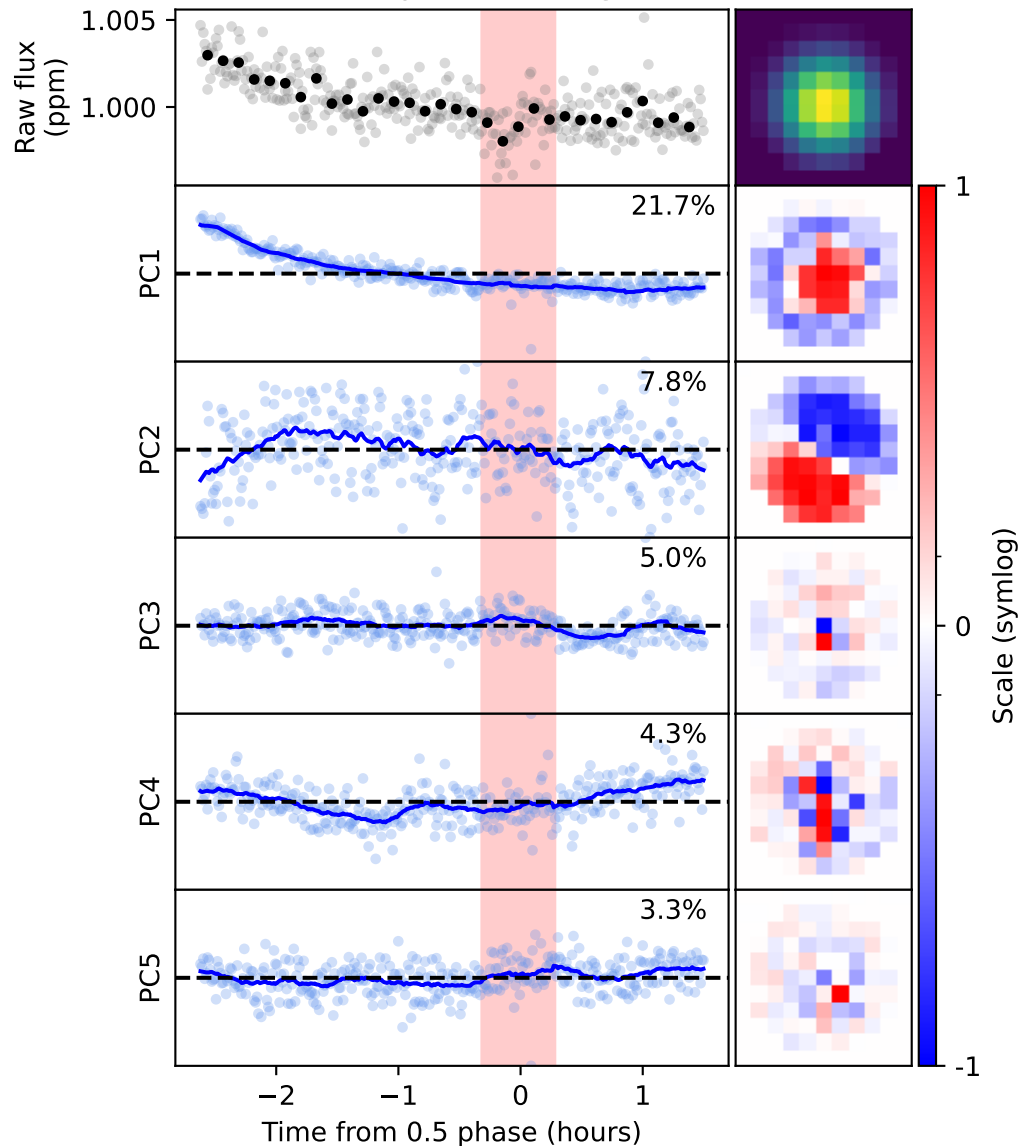 Raw flux
(ppm)
1.005
1.000
PC1
21.7%
PC2
7.8%
PC3
5.0%
PC4
4.3%
PC5
3.3%
−2
−1
0
1
Time from 0.5 phase (hours)
1
0
-1
Scale (symlog)